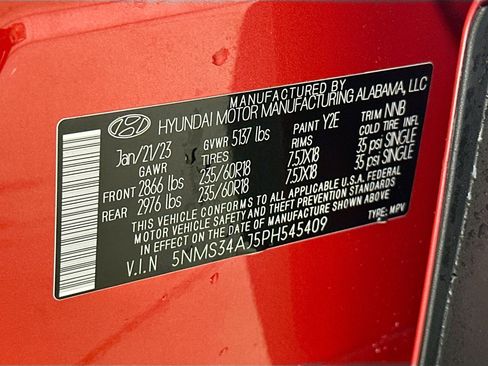 MANUFACTURED BY
HYUNDAI MOTOR MANUFACTURING ALABAMA, LLC
Jan/21/23 GVWR 5137 lbs PAINT Y2E TRIM NNB
GAWR TIRES RIMS COLD TIRE INFL
FRONT 2866 lbs 235/60R18 7.5JX18 35 psi SINGLE
REAR 2976 lbs 235/60R18 7.5JX18 35 psi SINGLE
THIS VEHICLE CONFORMS TO ALL APPLICABLE U.S.A. FEDERAL
MOTOR VEHICLE SAFETY AND THEFT PREVENTION STANDARDS
IN EFFECT ON THE DATE OF MANUFACTURE SHOWN ABOVE
V.I.N 5NMS34AJ5PH545409 TYPE: MPV